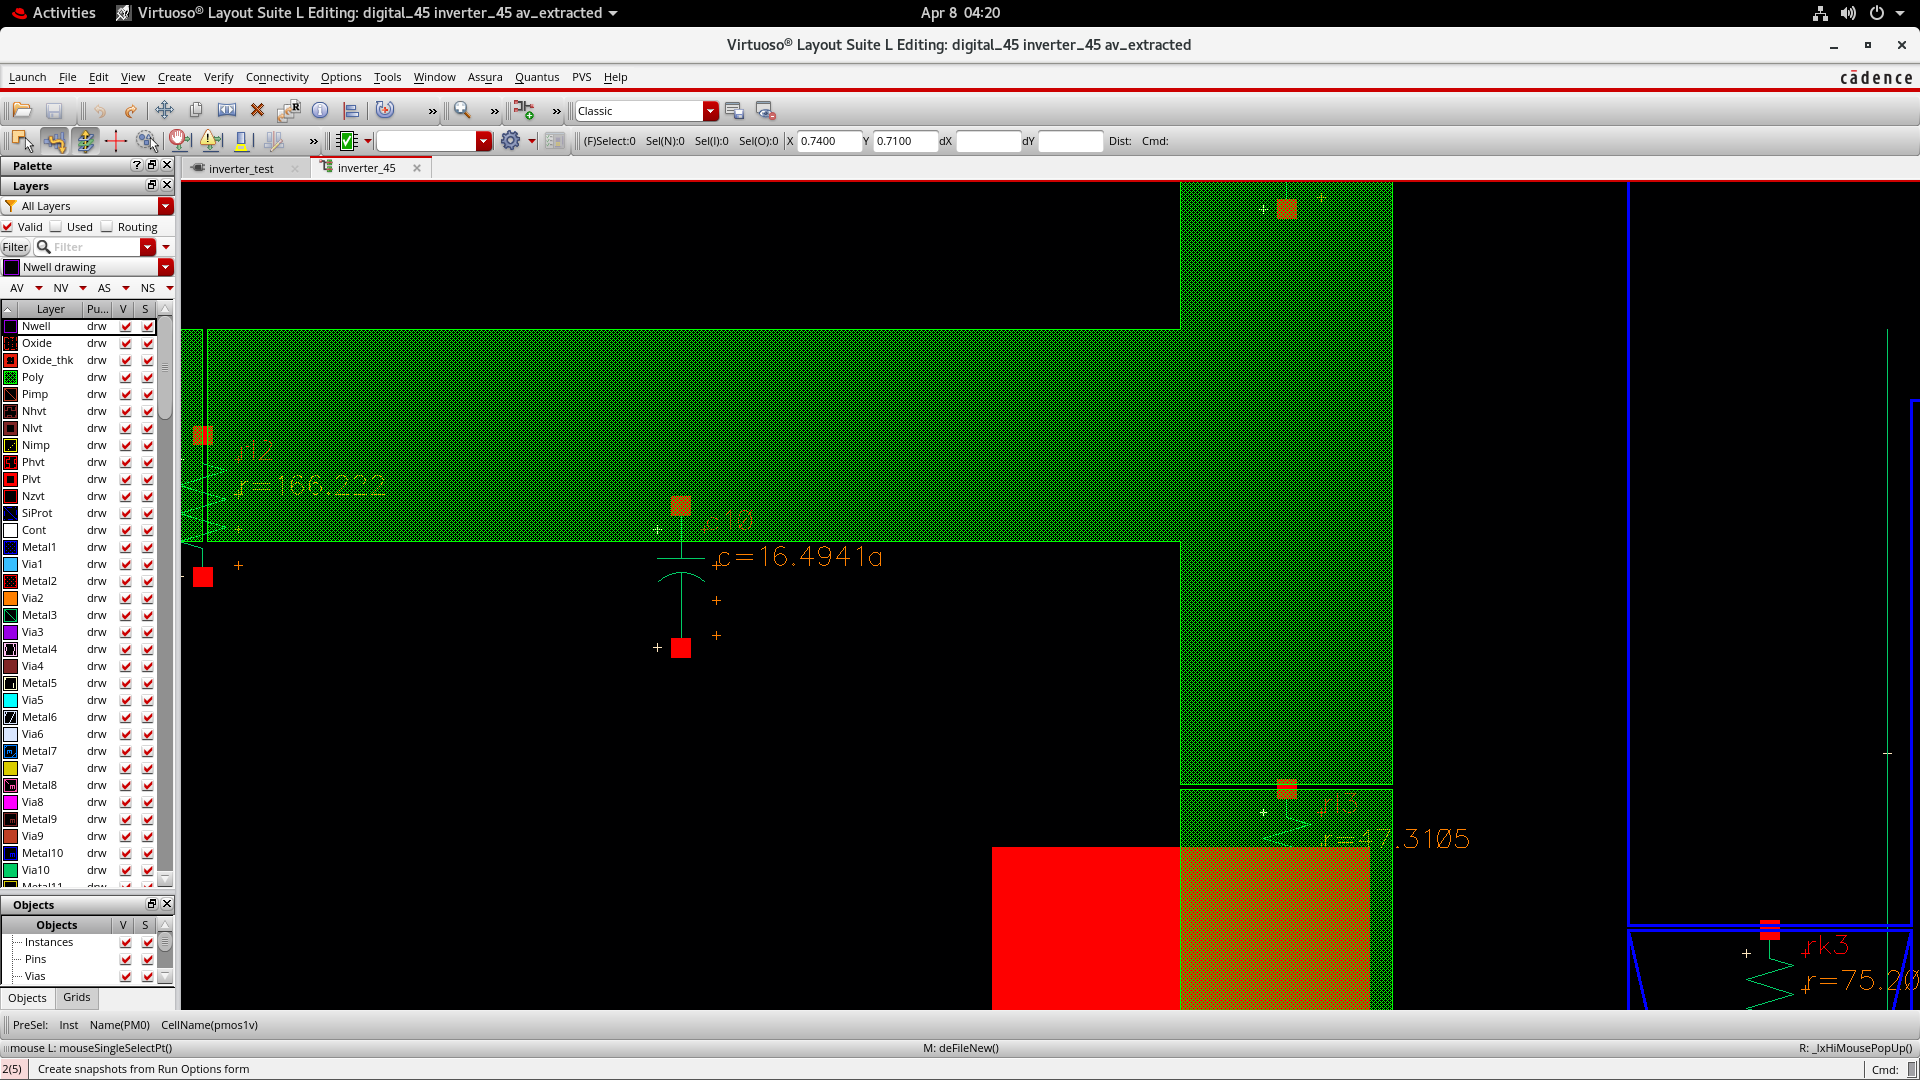 Activities
Virtuoso® Layout Suite L Editing: digital_45 inverter_45 av_extracted
Apr 8 04:20
Virtuoso® Layout Suite L Editing: digital_45 inverter_45 av_extracted
Launch File Edit View Create Verify Connectivity Options Tools Window Assura Quantus PVS Help
cādence
Classic
(F)Select:0 Sel(N):0 Sel(I):0 Sel(O):0 X 0.7400 Y 0.7100 dX dY Dist: Cmd:
Palette
inverter_test
inverter_45
Layers
All Layers
Valid Used Routing
Filter Filter
Nwell drawing
AV NV AS NS
Layer Pu... V S
Nwell drw
Oxide drw
Oxide_thk drw
Poly drw
Pimp drw
Nhvt drw
Nlvt drw
Nimp drw
Phvt drw
Plvt drw
Nzvt drw
SiProt drw
Cont drw
Metal1 drw
Via1 drw
Metal2 drw
Via2 drw
Metal3 drw
Via3 drw
Metal4 drw
Via4 drw
Metal5 drw
Via5 drw
Metal6 drw
Via6 drw
Metal7 drw
Via7 drw
Metal8 drw
Via8 drw
Metal9 drw
Via9 drw
Metal10 drw
Via10 drw
Metal11 drw
r=166.222
c=16.4941a
r=47.3105
rk3
r=75.20
Objects
Objects V S
Instances
Pins
Vias
Objects Grids
PreSel: Inst Name(PM0) CellName(pmos1v)
mouse L: mouseSingleSelectPt()
M: deFileNew()
R: _lxHiMousePopUp()
2(5) Create snapshots from Run Options form
Cmd: